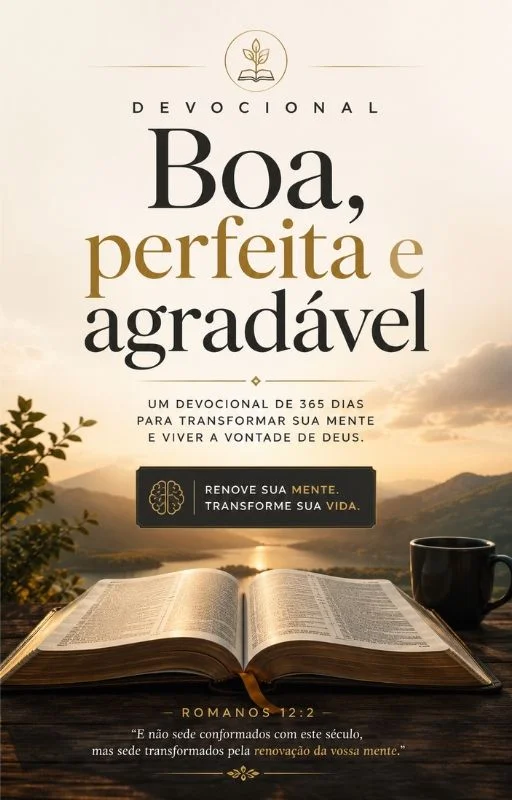 DEVOCIONAL
Boa,
perfeita e
agradável
UM DEVOCIONAL DE 365 DIAS
PARA TRANSFORMAR SUA MENTE
E VIVER A VONTADE DE DEUS.
RENOVE SUA MENTE.
TRANSFORME SUA VIDA.
– ROMANOS 12:2 –
“E não sede conformados com este século,
mas sede transformados pela renovação da vossa mente.”